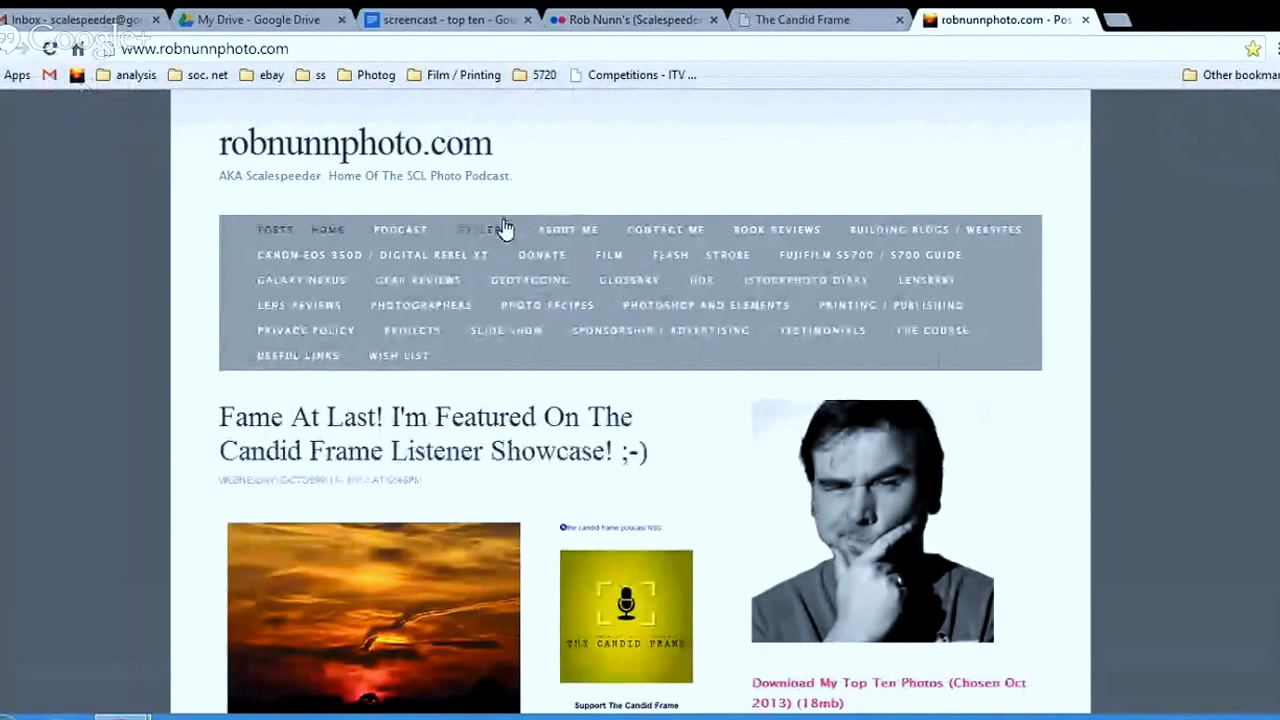 Inbox - scalespeeder@go
My Drive - Google Drive
screencast - top ten - Go
Rob Nunn's (Scalespeeder
The Candid Frame
robnunnphoto.com - Pos
Google+
www.robnunnphoto.com
Apps
analysis
soc. net
ebay
ss
Photog
Film / Printing
5720
Competitions - ITV ...
Other bookmar
robnunnphoto.com
AKA Scalespeeder. Home Of The SCL Photo Podcast.
POSTS HOME PODCAST ABOUT ME CONTACT ME BOOK REVIEWS BUILDING BLOGS / WEBSITES
CANON EOS 350D / DIGITAL REBEL XT DONATE FILM FLASH STROBE FUJIFILM S5700 / S700 GUIDE
GALAXY NEXUS GEAR REVIEWS GEOTAGGING GLOSSARY HDR ISTOCKPHOTO DIARY LENSBABY
LENS REVIEWS PHOTOGRAPHERS PHOTO RECIPES PHOTOSHOP AND ELEMENTS PRINTING / PUBLISHING
PRIVACY POLICY PROJECTS SLIDE SHOW SPONSORSHIP / ADVERTISING TESTIMONIALS THE COURSE
USEFUL LINKS WISH LIST
Fame At Last! I'm Featured On The
Candid Frame Listener Showcase! ;-)
WEDNESDAY, OCTOBER
the candid frame podcast RSS
THE CANDID FRAME
Support The Candid Frame
Download My Top Ten Photos (Chosen Oct
2013) (18mb)